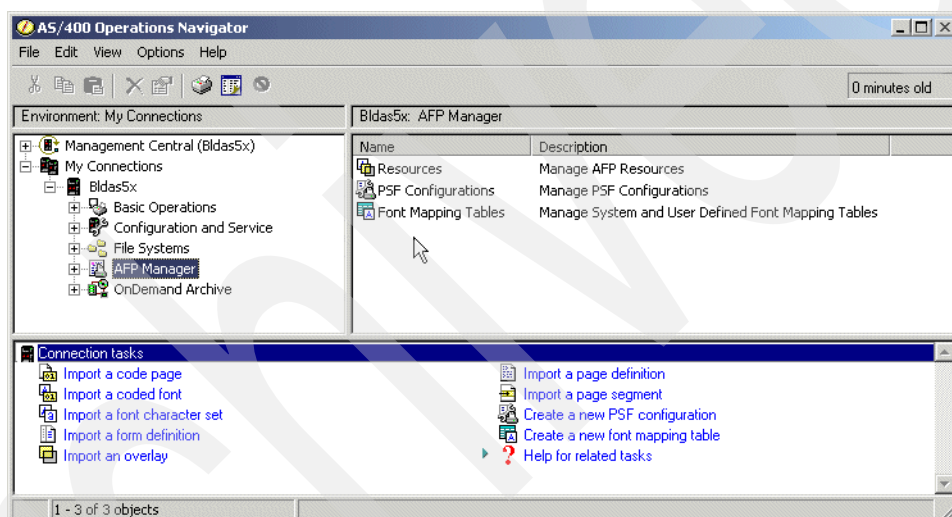 AS/400 Operations Navigator
File Edit View Options Help
0 minutes old
Environment: My Connections
Bldas5x: AFP Manager
Management Central (Bldas5x)
My Connections
Bldas5x
Basic Operations
Configuration and Service
File Systems
AFP Manager
OnDemand Archive
Name Description
Resources Manage AFP Resources
PSF Configurations Manage PSF Configurations
Font Mapping Tables Manage System and User Defined Font Mapping Tables
Connection tasks
Import a code page
Import a coded font
Import a font character set
Import a form definition
Import an overlay
Import a page definition
Import a page segment
Create a new PSF configuration
Create a new font mapping table
Help for related tasks
1 - 3 of 3 objects